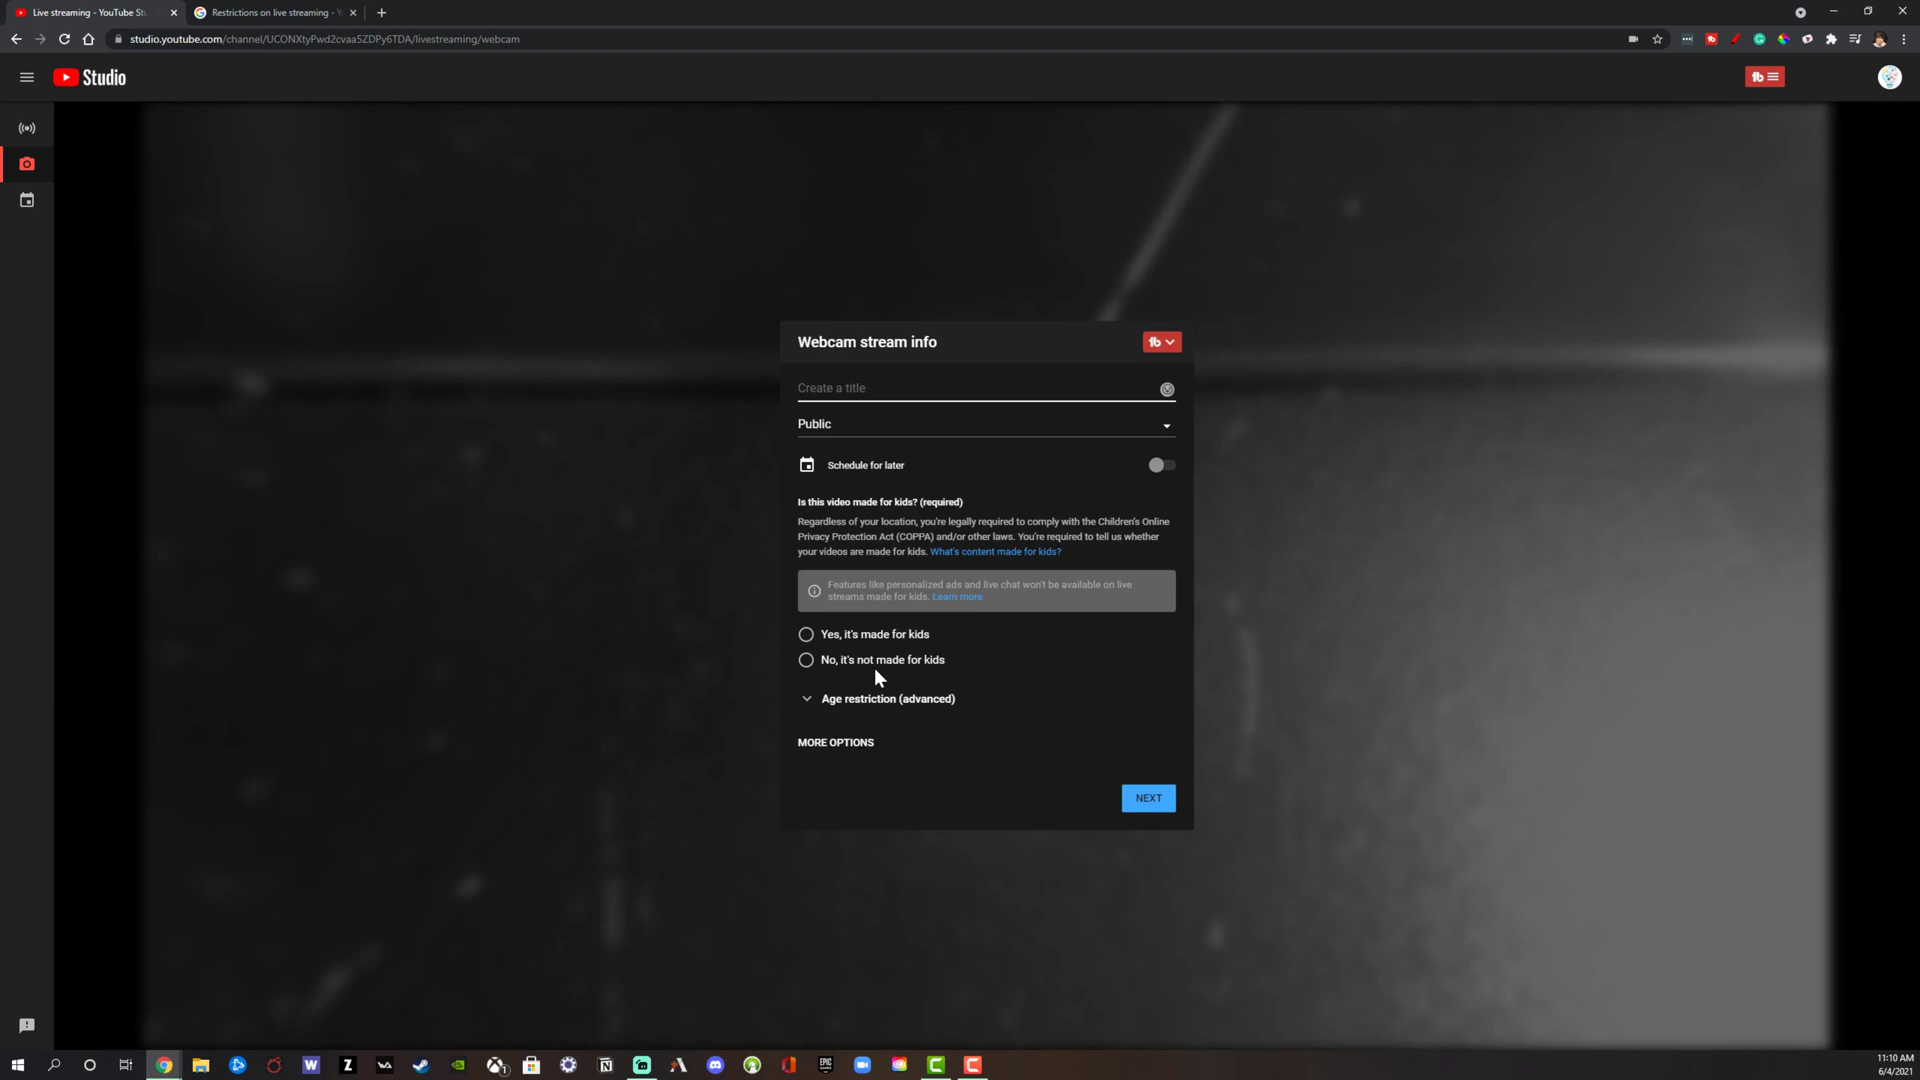 Live streaming - YouTube Stu
Restrictions on live streaming - Y
studio.youtube.com/channel/UCONXtyPwd2cvaa5ZDPy6TDA/livestreaming/webcam
Studio
Webcam stream info
Create a title
Public
Schedule for later
Is this video made for kids? (required)
Regardless of your location, you're legally required to comply with the Children's Online
Privacy Protection Act (COPPA) and/or other laws. You're required to tell us whether
your videos are made for kids. What's content made for kids?
Features like personalized ads and live chat won't be available on live
streams made for kids. Learn more
Yes, it's made for kids
No, it's not made for kids
Age restriction (advanced)
MORE OPTIONS
NEXT
11:10 AM
6/4/2021